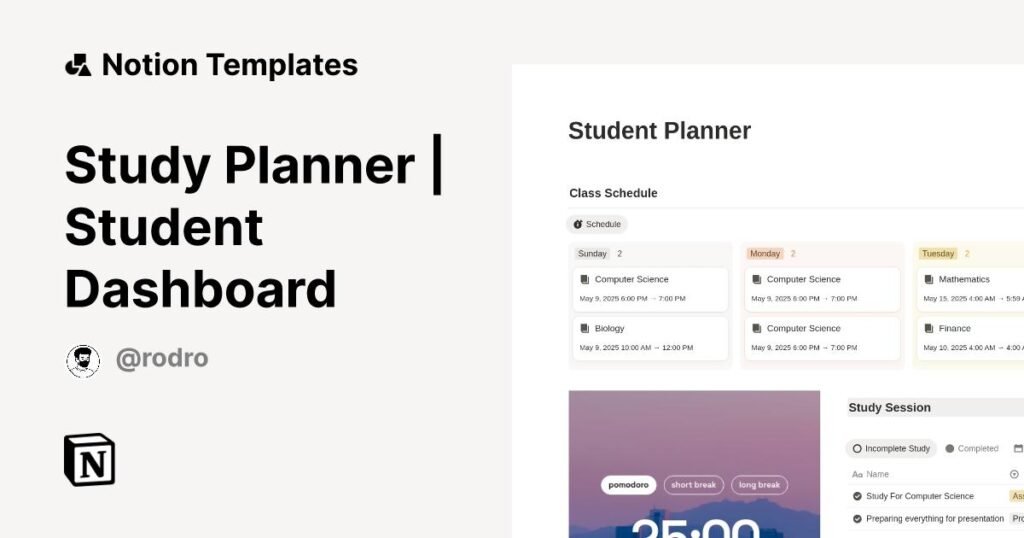 Notion Templates
Study Planner |
Student
Dashboard
@rodro
N
Student Planner
Class Schedule
Schedule
Sunday 2
Computer Science
May 9, 2025 6:00 PM → 7:00 PM
Biology
May 9, 2025 10:00 AM → 12:00 PM
Monday 2
Computer Science
May 9, 2025 6:00 PM → 7:00 PM
Computer Science
May 9, 2025 6:00 PM → 7:00 PM
Tuesday 2
Mathematics
May 15, 2025 4:00 AM → 5:59
Finance
May 10, 2025 4:00 AM → 4:00
pomodoro short break long break
25:00
Study Session
Incomplete Study Completed
Aa Name
Study For Computer Science
Preparing everything for presentation